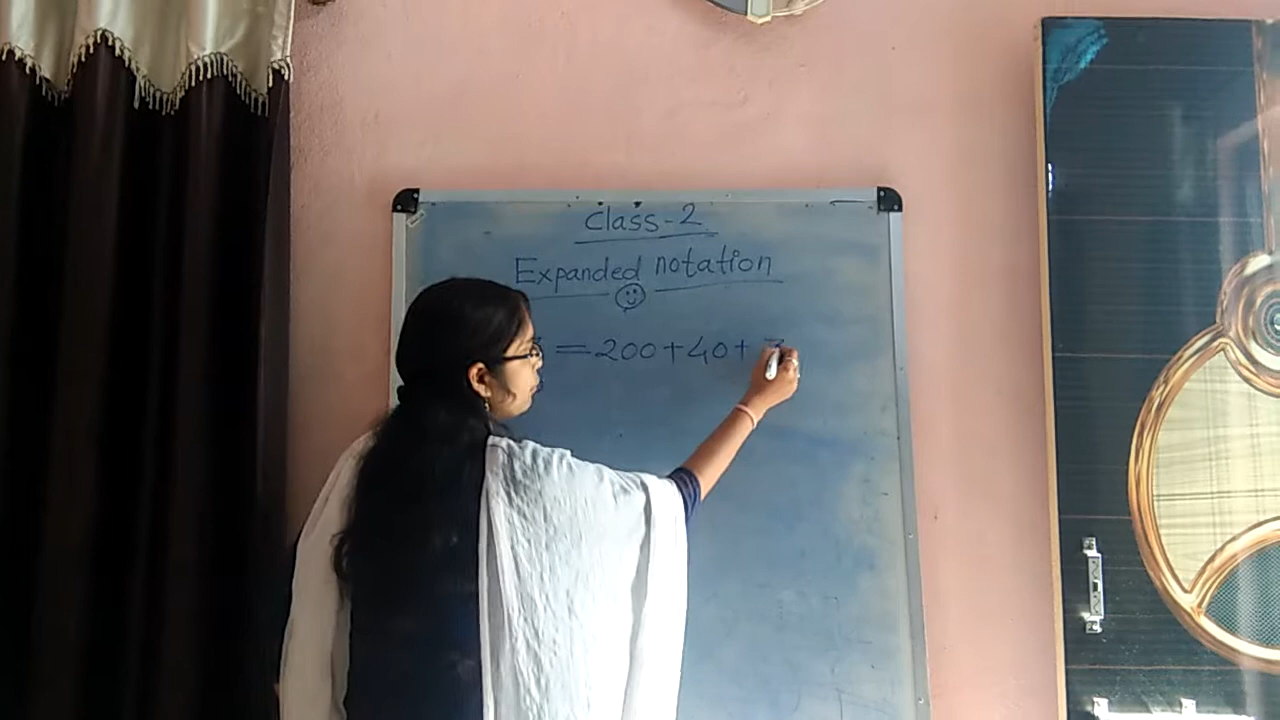 Class-2
Expanded notation
= 200+40+